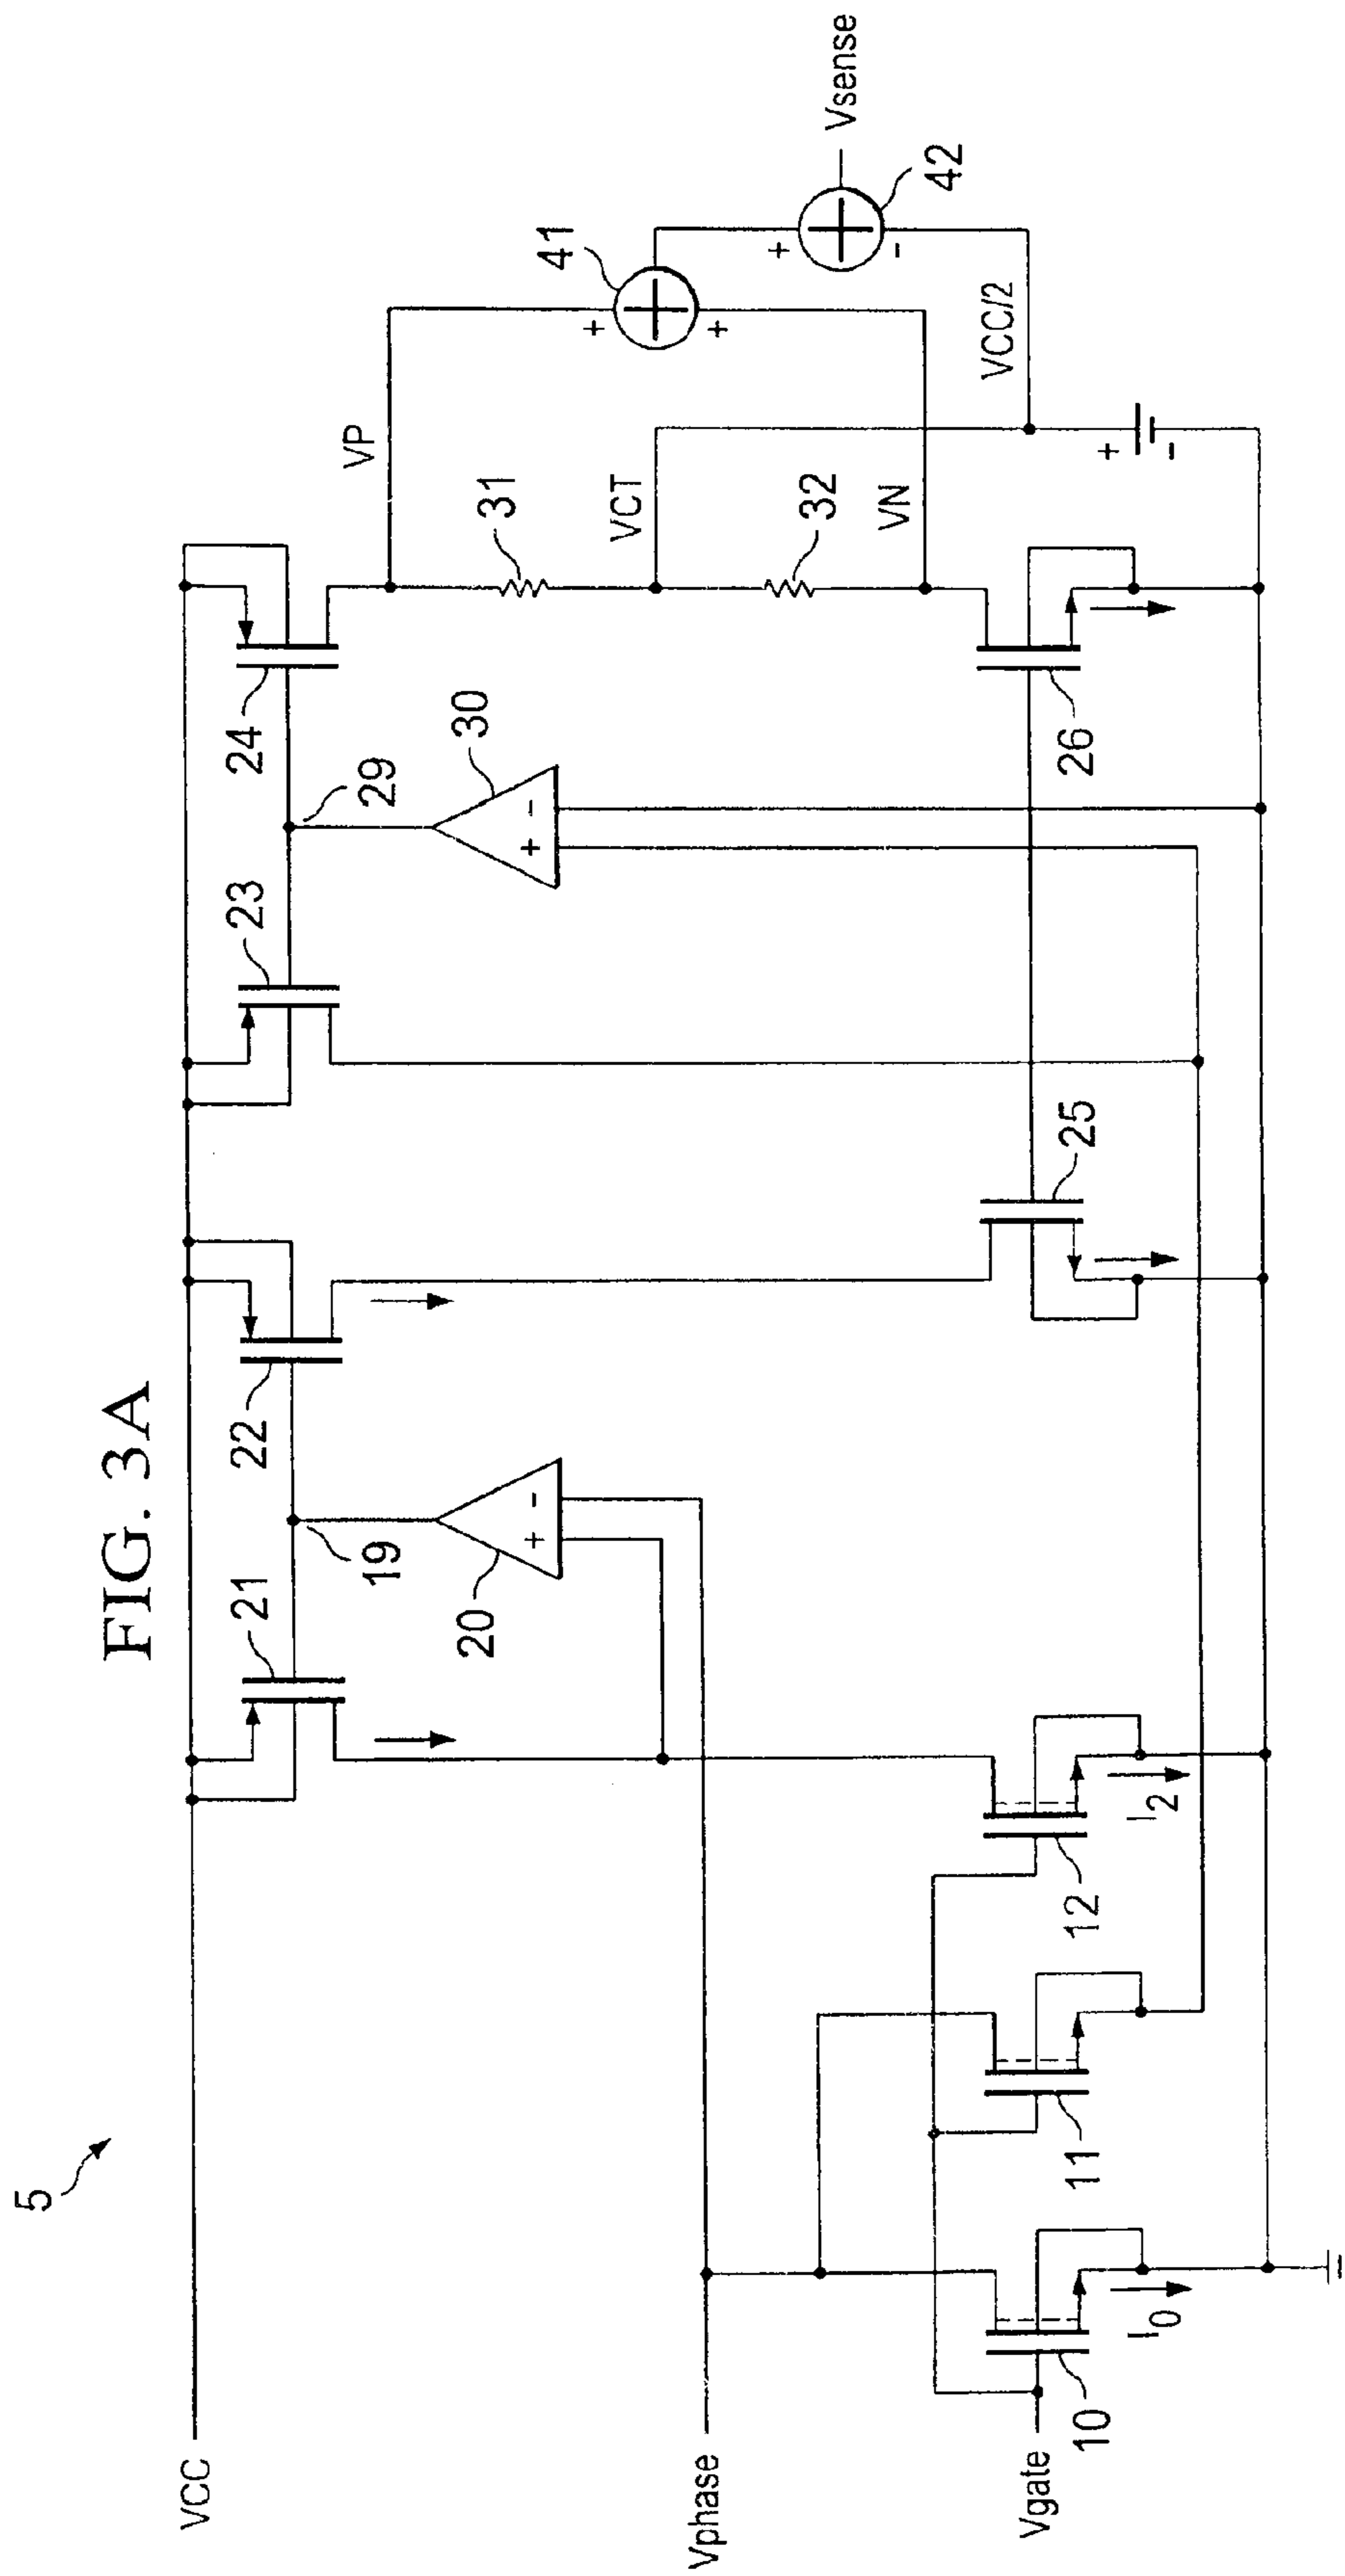 FIG. 3A
5
VCC
Vphase
Vgate
21
22
23
24
19
29
20
+ -
30
+ -
10
11
12
25
26
I0
I2
VP
31
VCT
32
VN
VCC/2
+
-
41
+
+
42
+
-
Vsense